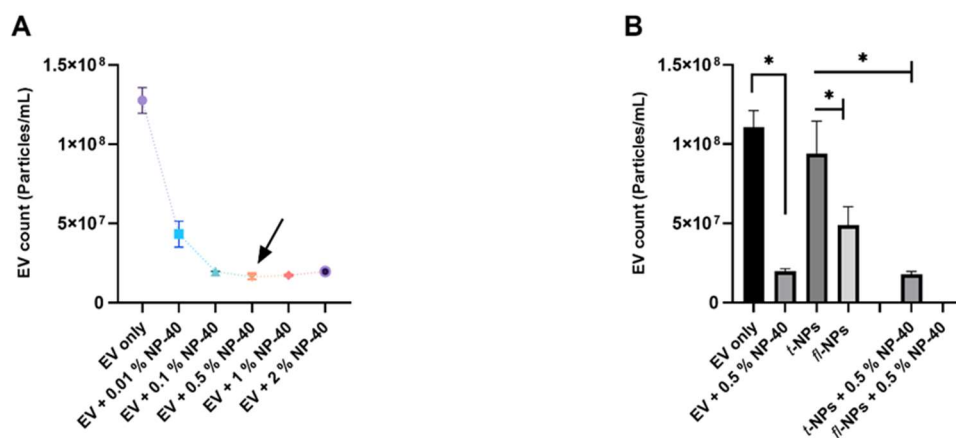 A
EV count (Particles/mL)
1.5×10⁸
1×10⁸
5×10⁷
0
EV only
EV + 0.01 % NP-40
EV + 0.1 % NP-40
EV + 0.5 % NP-40
EV + 1 % NP-40
EV + 2 % NP-40
B
EV count (Particles/mL)
1.5×10⁸
1×10⁸
5×10⁷
0
*
*
*
EV only
EV + 0.5 % NP-40
l-NPs
fl-NPs
l-NPs + 0.5 % NP-40
fl-NPs + 0.5 % NP-40